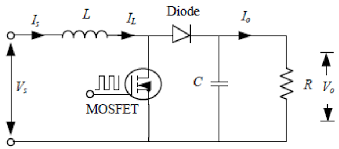 Diode
I_s
L
I_L
I_o
V_s
MOSFET
C
R
V_o